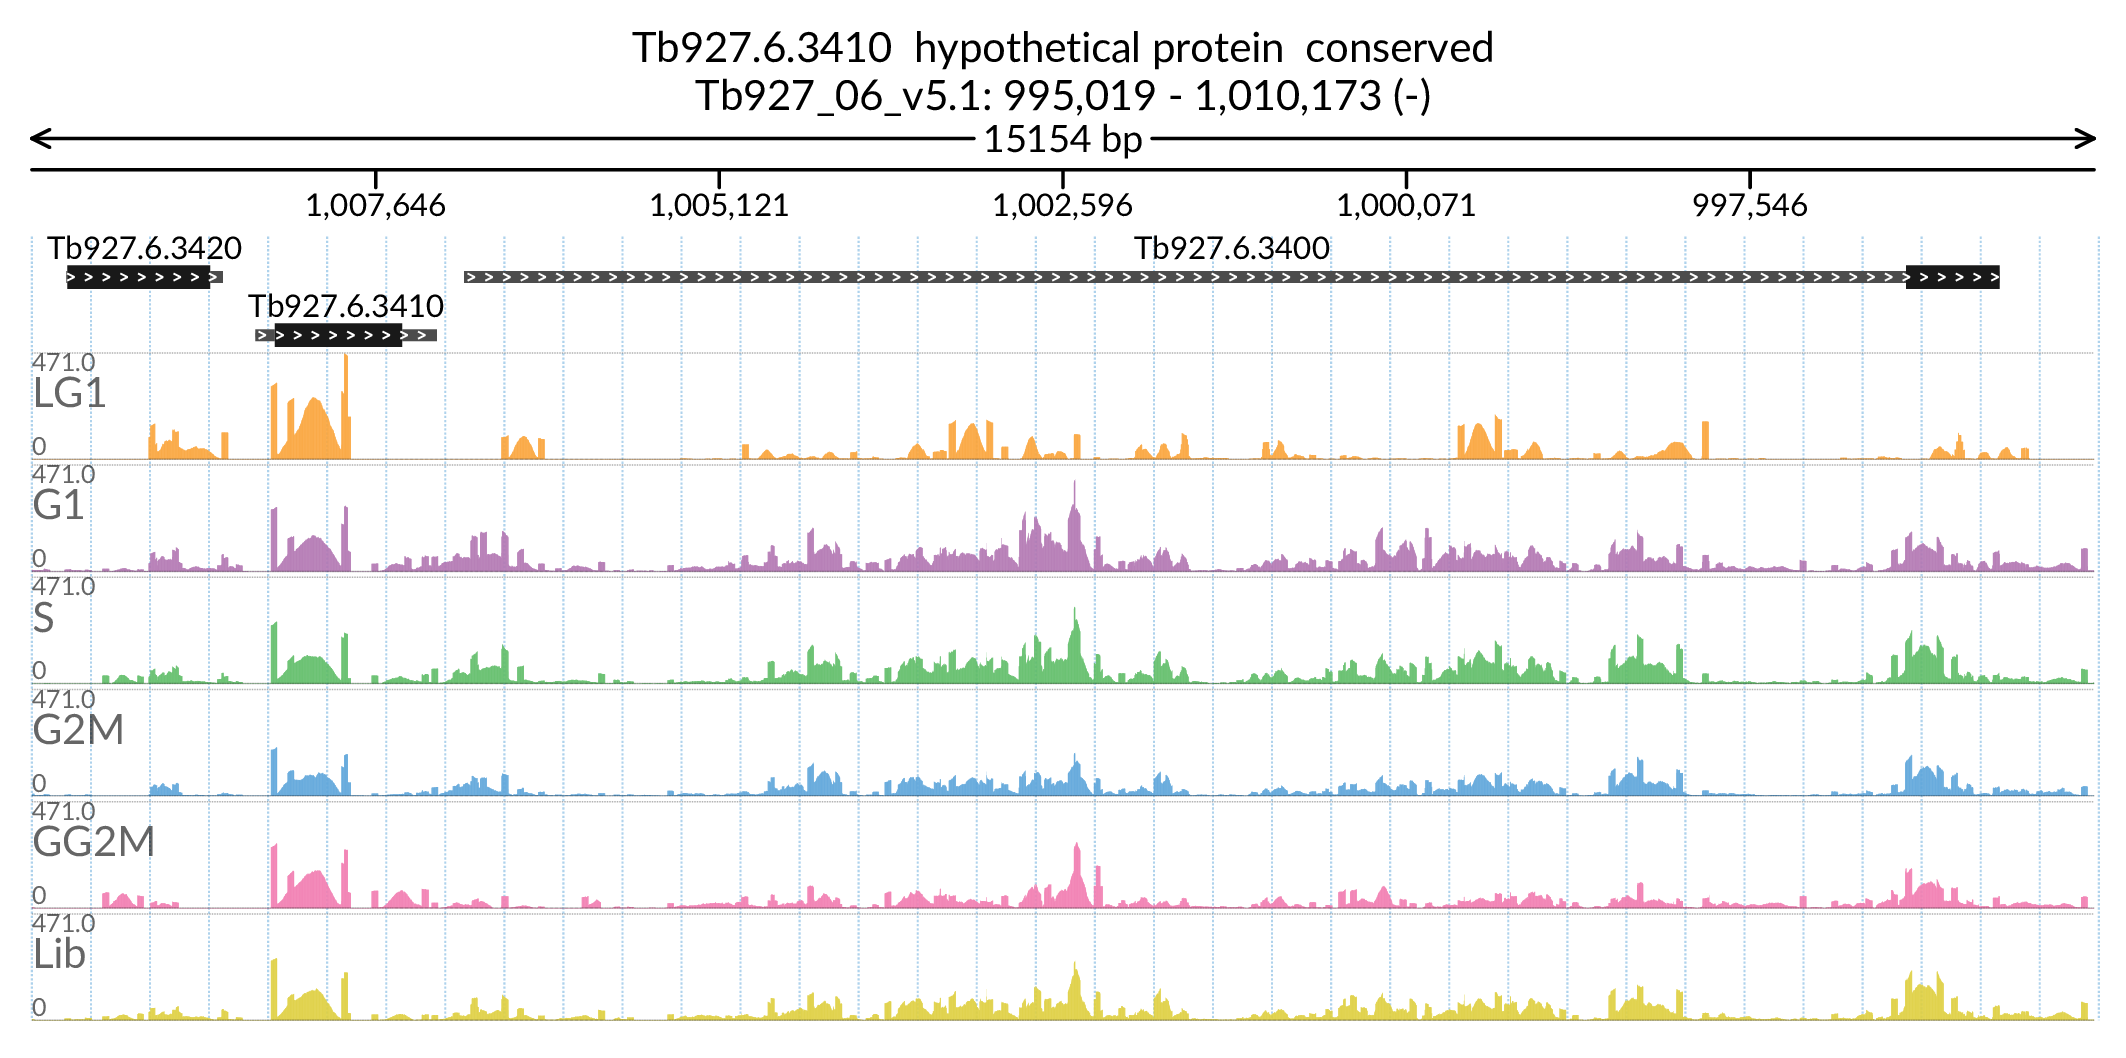 Tb927.6.3410  hypothetical protein  conserved
Tb927_06_v5.1: 995,019 - 1,010,173 (-)
15154 bp
1,007,646 1,005,121 1,002,596 1,000,071 997,546
Tb927.6.3420 Tb927.6.3400
Tb927.6.3410
471.0
LG1
0
471.0
G1
0
471.0
S
0
471.0
G2M
0
471.0
GG2M
0
471.0
Lib
0